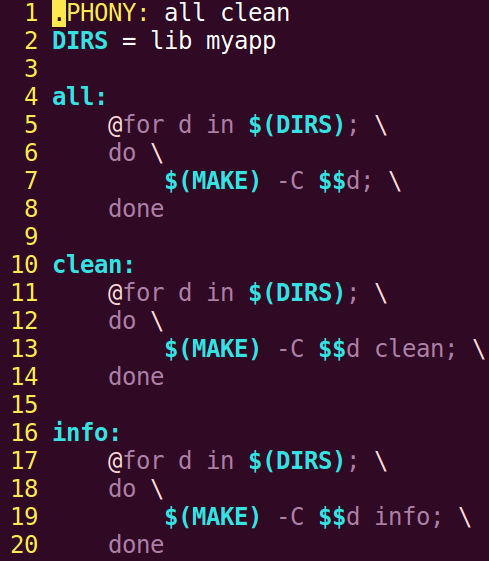 1 .PHONY: all clean
2 DIRS = lib myapp
3
4 all:
5     @for d in $(DIRS); \
6     do \
7         $(MAKE) -C $$d; \
8     done
9
10 clean:
11     @for d in $(DIRS); \
12     do \
13         $(MAKE) -C $$d clean; \
14     done
15
16 info:
17     @for d in $(DIRS); \
18     do \
19         $(MAKE) -C $$d info; \
20     done